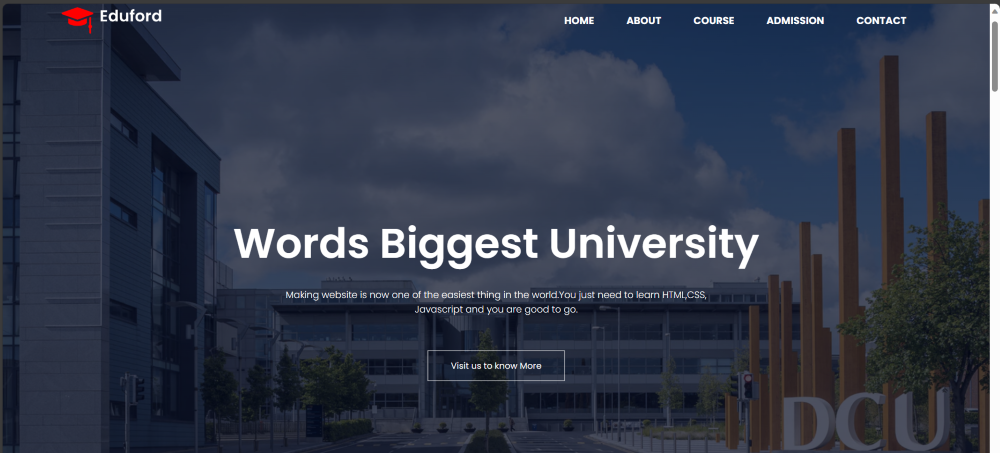 Eduford
HOME ABOUT COURSE ADMISSION CONTACT
Words Biggest University
Making website is now one of the easiest thing in the world.You just need to learn HTML,CSS,
Javascript and you are good to go.
Visit us to know More
DCU